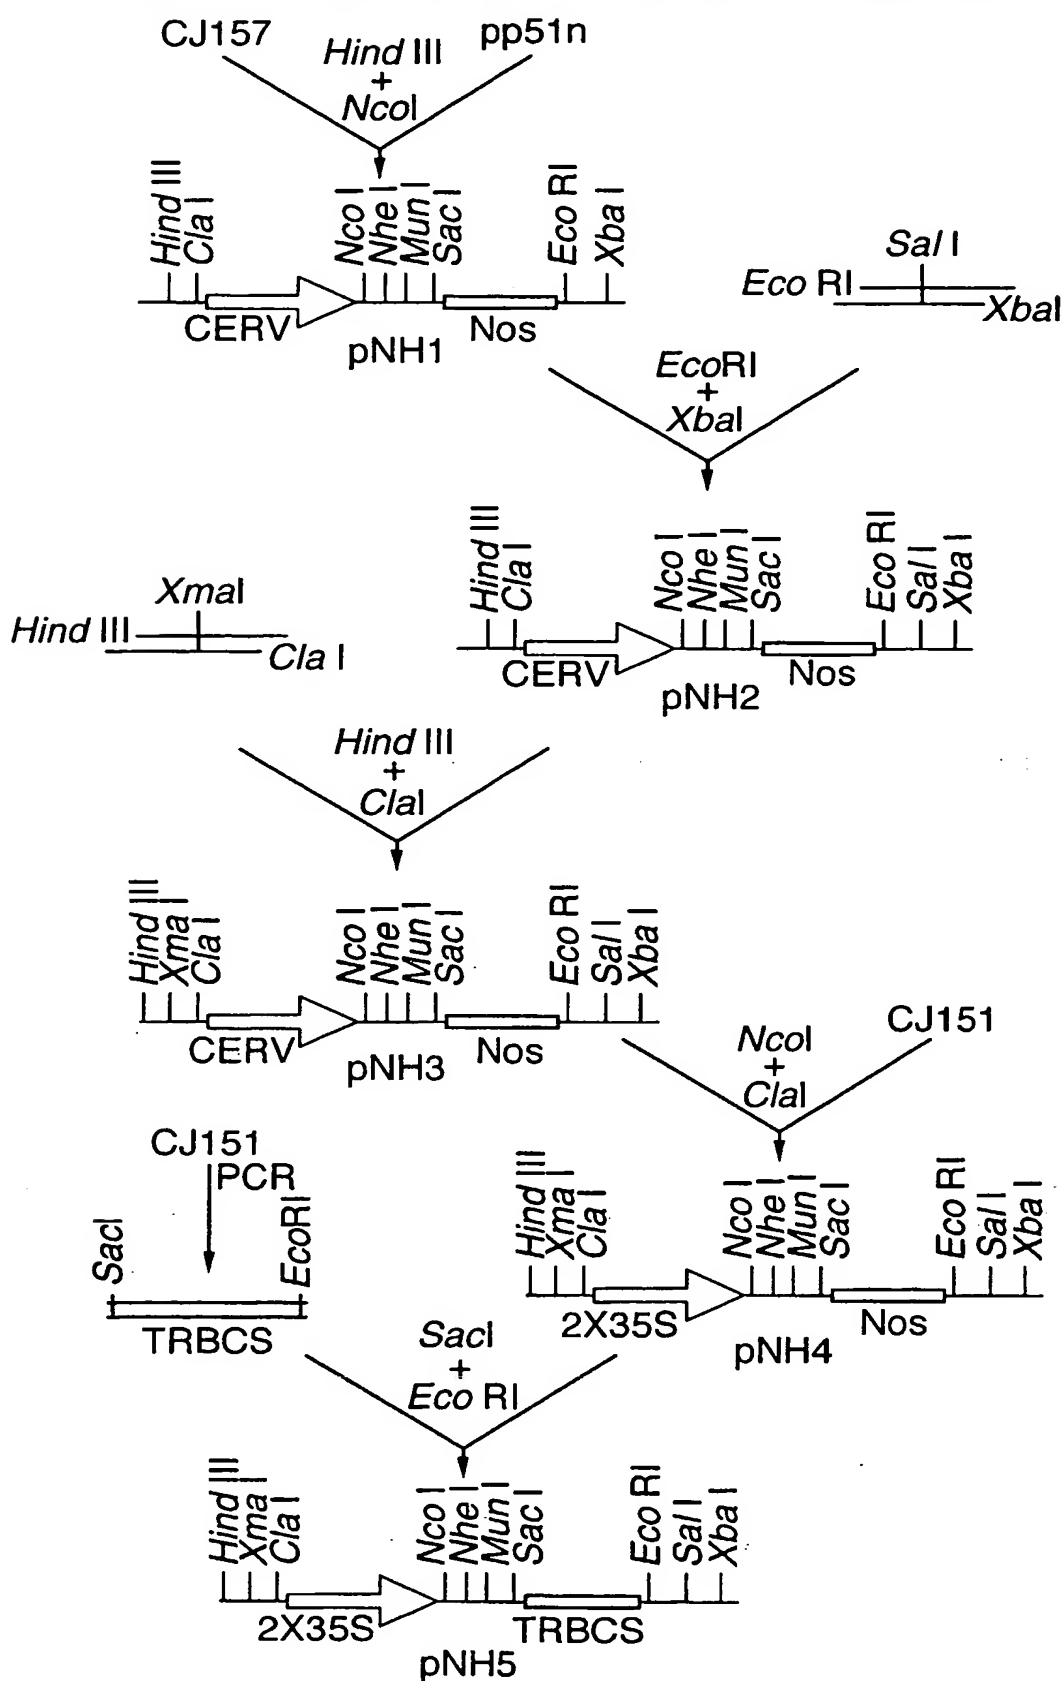 CJ157
pp51n
Hind III
+
NcoI
Hind III
Cla I
Nco I
Nhe I
Mun I
Sac I
Eco RI
Xba I
CERV
pNH1
Nos
Sal I
Eco RI
XbaI
EcoRI
+
XbaI
Hind III
Cla I
Nco I
Nhe I
Mun I
Sac I
Eco RI
Sal I
Xba I
CERV
pNH2
Nos
XmaI
Hind III
Cla I
Hind III
+
ClaI
Hind III
Xma I
Cla I
Nco I
Nhe I
Mun I
Sac I
Eco RI
Sal I
Xba I
CERV
pNH3
Nos
NcoI
+
ClaI
CJ151
CJ151
PCR
SacI
EcoRI
TRBCS
Hind III
Xma I
Cla I
Nco I
Nhe I
Mun I
Sac I
Eco RI
Sal I
Xba I
2X35S
pNH4
Nos
SacI
+
Eco RI
Hind III
Xma I
Cla I
Nco I
Nhe I
Mun I
Sac I
Eco RI
Sal I
Xba I
2X35S
TRBCS
pNH5